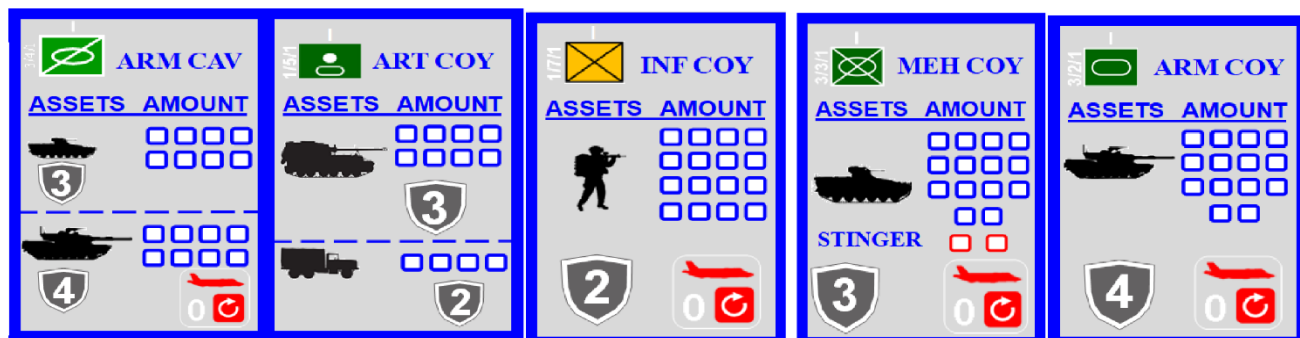 ARM CAV
ASSETS AMOUNT
3
4
0
1/5/1
ART COY
ASSETS AMOUNT
3
2
1/7/1
INF COY
ASSETS AMOUNT
2
0
3/3/1
MEH COY
ASSETS AMOUNT
STINGER
3
0
3/2/1
ARM COY
ASSETS AMOUNT
4
0